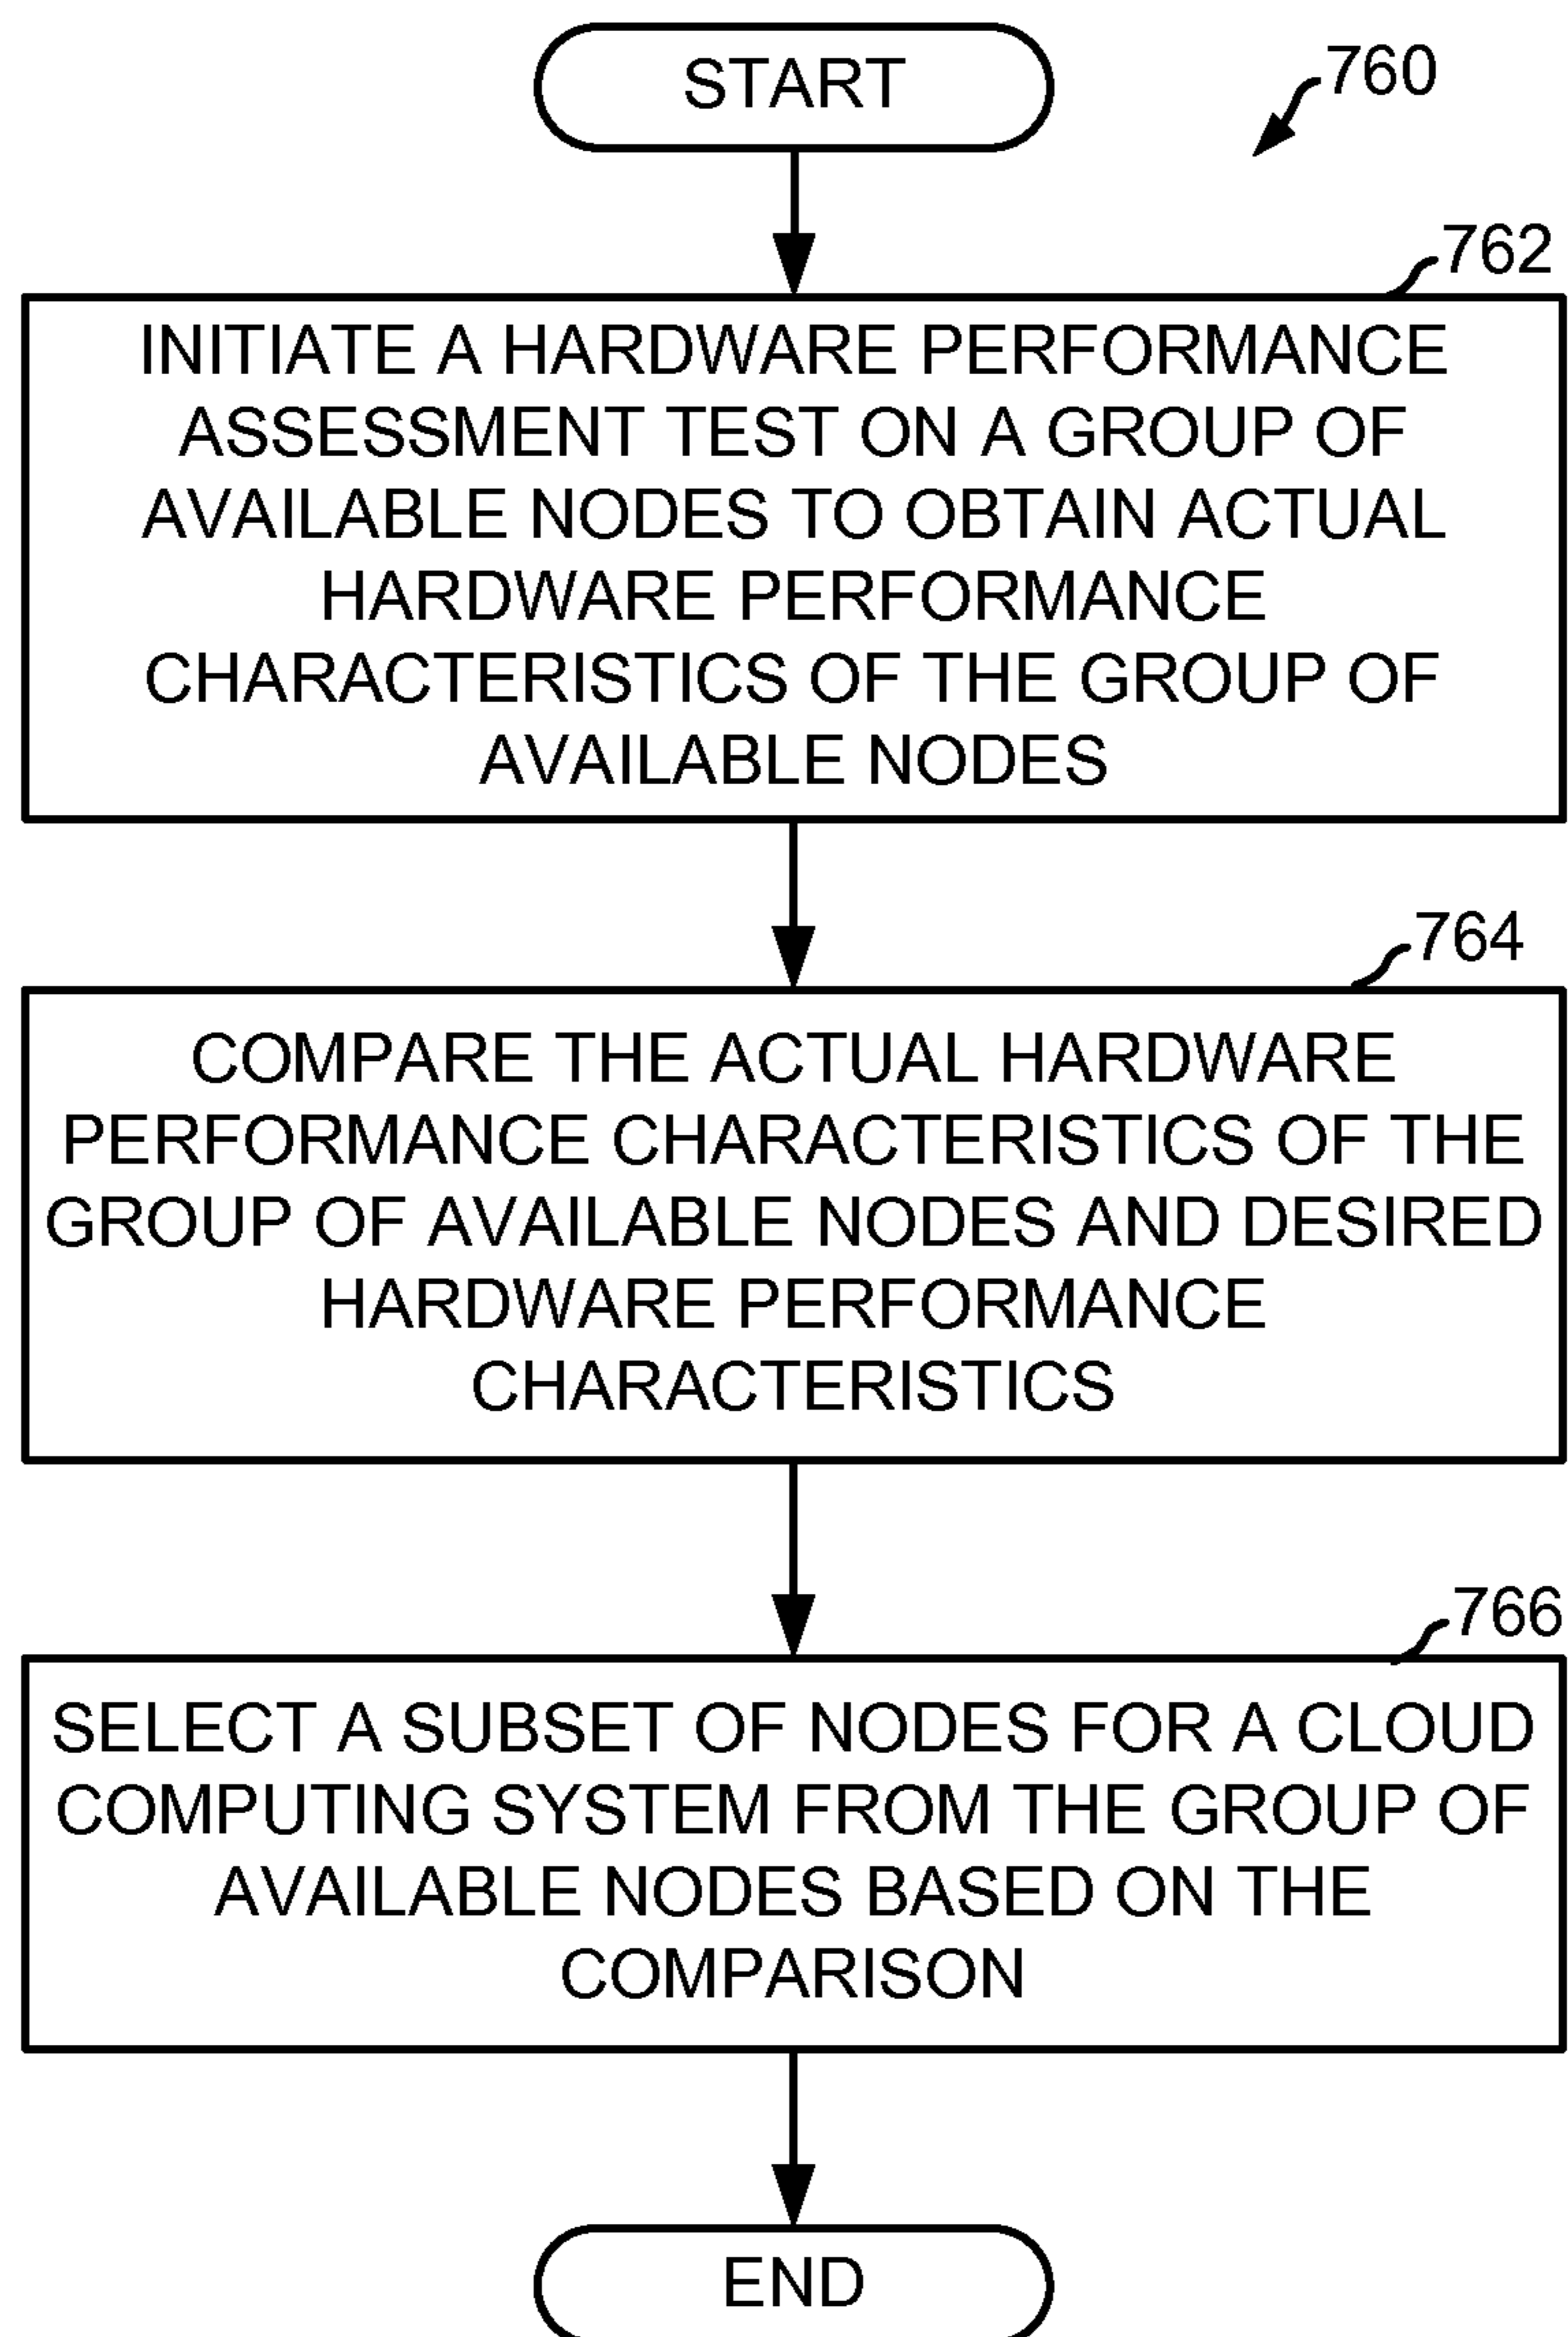 START
760
762
INITIATE A HARDWARE PERFORMANCE
ASSESSMENT TEST ON A GROUP OF
AVAILABLE NODES TO OBTAIN ACTUAL
HARDWARE PERFORMANCE
CHARACTERISTICS OF THE GROUP OF
AVAILABLE NODES
764
COMPARE THE ACTUAL HARDWARE
PERFORMANCE CHARACTERISTICS OF THE
GROUP OF AVAILABLE NODES AND DESIRED
HARDWARE PERFORMANCE
CHARACTERISTICS
766
SELECT A SUBSET OF NODES FOR A CLOUD
COMPUTING SYSTEM FROM THE GROUP OF
AVAILABLE NODES BASED ON THE
COMPARISON
END